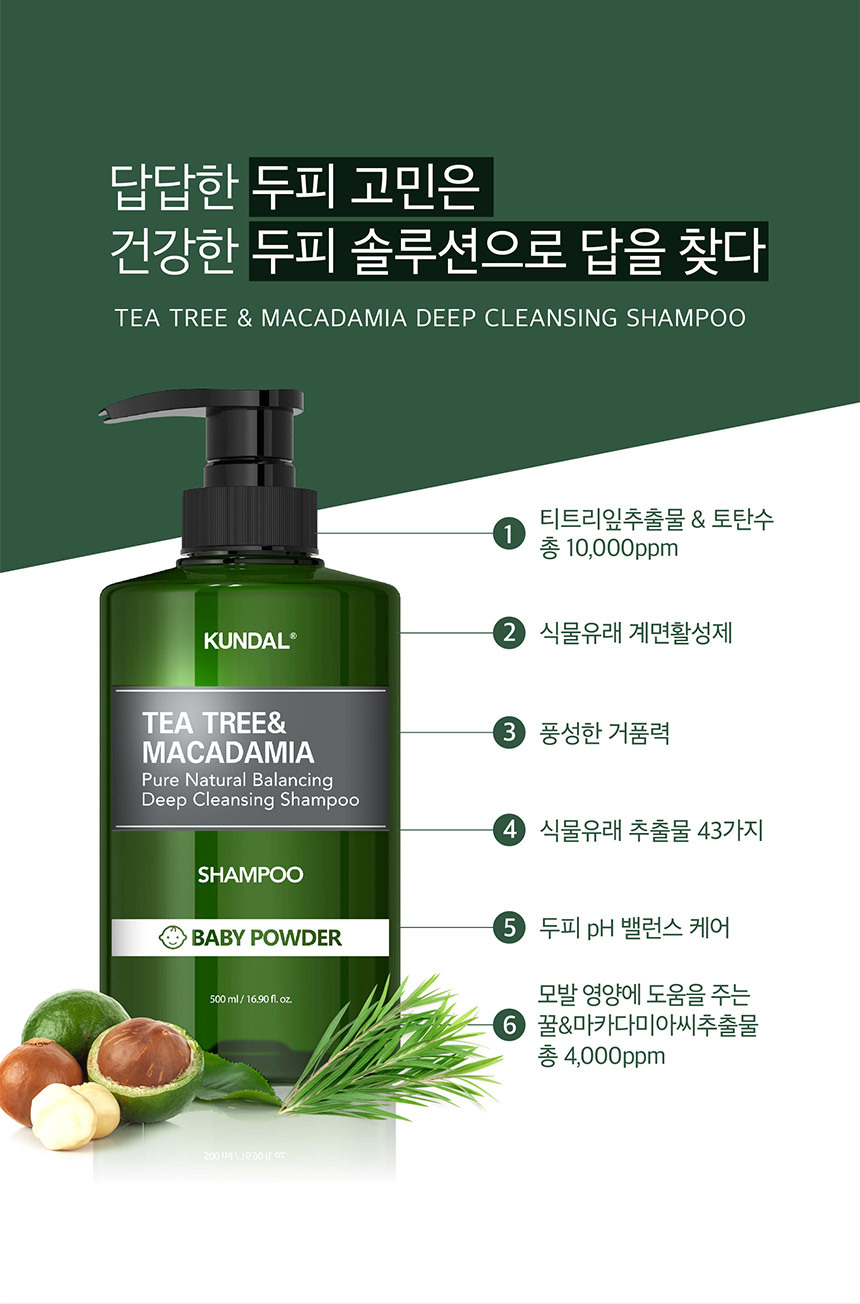 답답한 두피 고민은
건강한 두피 솔루션으로 답을 찾다
TEA TREE & MACADAMIA DEEP CLEANSING SHAMPOO
1 티트리잎추출물 & 토탄수
총 10,000ppm
2 식물유래 계면활성제
3 풍성한 거품력
4 식물유래 추출물 43가지
5 두피 pH 밸런스 케어
6 모발 영양에 도움을 주는
꿀&마카다미아씨추출물
총 4,000ppm
KUNDAL®
TEA TREE&
MACADAMIA
Pure Natural Balancing
Deep Cleansing Shampoo
SHAMPOO
BABY POWDER
500 ml / 16.90 fl. oz.